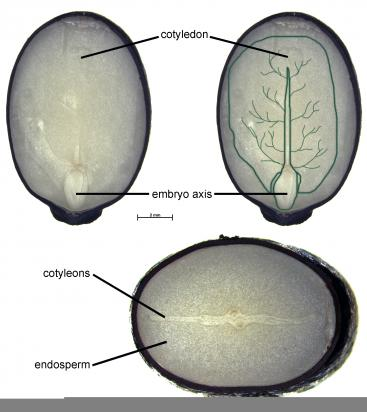 cotyledon
embryo axis
2 mm
cotyleons
endosperm